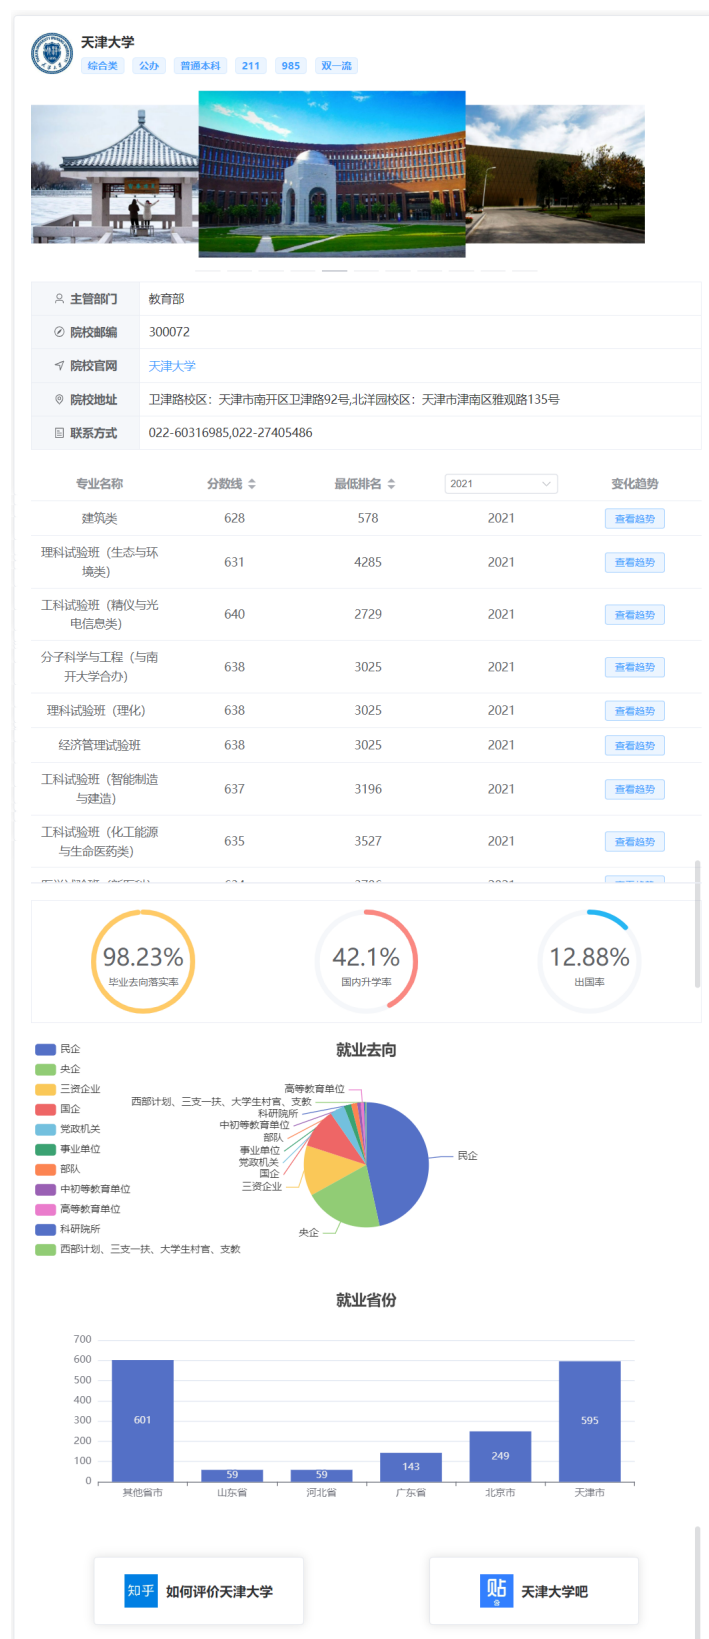 天津大学
综合类 公办 普通本科 211 985 双一流
主管部门 教育部
院校邮编 300072
院校官网 天津大学
院校地址 卫津路校区：天津市南开区卫津路92号,北洋园校区：天津市津南区雅观路135号
联系方式 022-60316985,022-27405486
专业名称 分数线 最低排名 2021 变化趋势
建筑类 628 578 2021 查看趋势
理科试验班（生态与环
境类） 631 4285 2021 查看趋势
工科试验班（精仪与光
电信息类） 640 2729 2021 查看趋势
分子科学与工程（与南
开大学合办） 638 3025 2021 查看趋势
理科试验班（理化） 638 3025 2021 查看趋势
经济管理试验班 638 3025 2021 查看趋势
工科试验班（智能制造
与建造） 637 3196 2021 查看趋势
工科试验班（化工能源
与生命医药类） 635 3527 2021 查看趋势
98.23% 42.1% 12.88%
毕业去向落实率 国内升学率 出国率
就业去向
民企
央企
三资企业
国企
党政机关
事业单位
部队
中初等教育单位
高等教育单位
科研院所
西部计划、三支一扶、大学生村官、支教
高等教育单位
西部计划、三支一扶、大学生村官、支教
科研院所
中初等教育单位
部队
事业单位
党政机关
国企
三资企业
央企
民企
就业省份
700
600
500
400
300
200
100
0
601 59 59 143 249 595
其他省市 山东省 河北省 广东省 北京市 天津市
知乎 如何评价天津大学
贴吧 天津大学吧